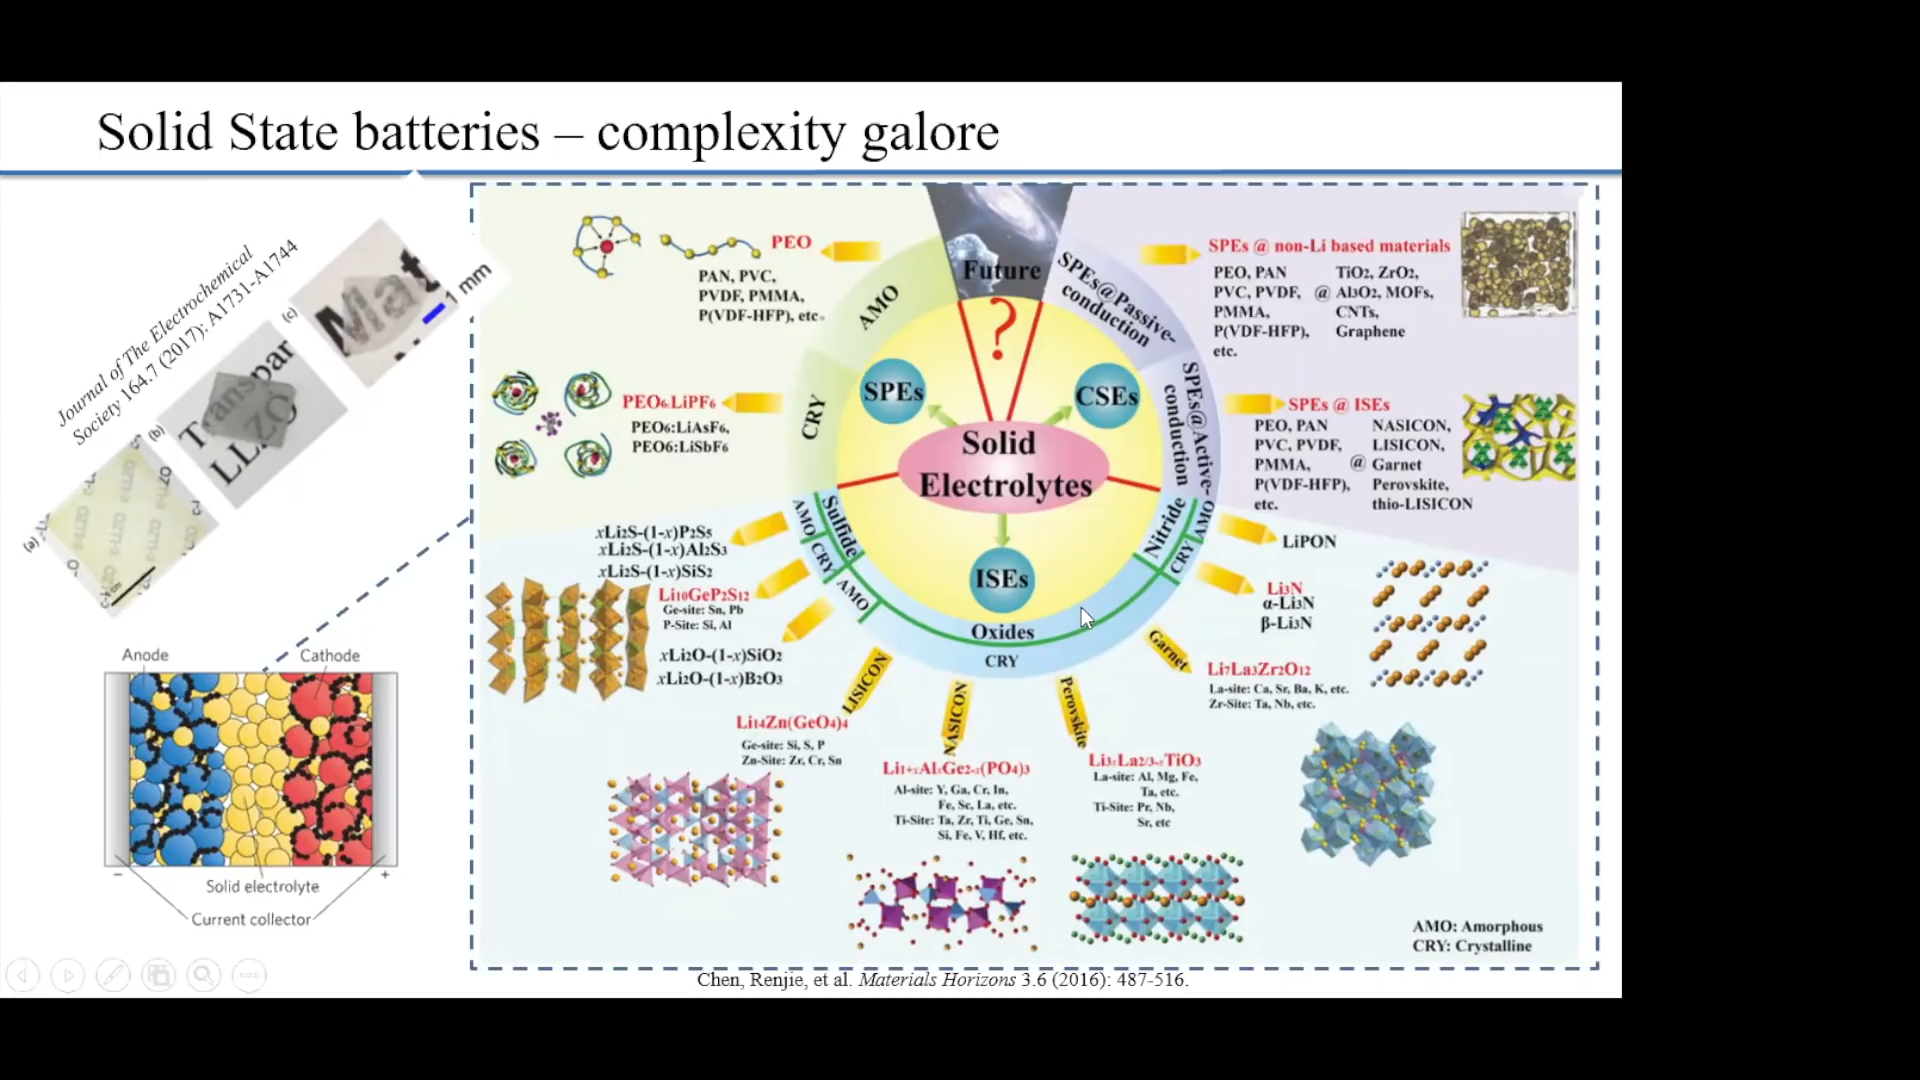 Solid State batteries – complexity galore
Journal of The Electrochemical
Society 164.7 (2017): A1731-A1744
(a)
(b)
(c)
Transpar
LLZO
Mat
1 mm
Anode
Cathode
Solid electrolyte
Current collector
−
+
Future
?
Solid
Electrolytes
SPEs
CSEs
ISEs
AMO
CRY
PEO
PAN, PVC,
PVDF, PMMA,
P(VDF-HFP), etc。
PEO6:LiPF6
PEO6:LiAsF6,
PEO6:LiSbF6
SPEs@Passive-
conduction
SPEs@Active-
conduction
SPEs @ non-Li based materials
PEO, PAN TiO2, ZrO2,
PVC, PVDF, @ Al3O2, MOFs,
PMMA, CNTs,
P(VDF-HFP), Graphene
etc.
SPEs @ ISEs
PEO, PAN NASICON,
PVC, PVDF, LISICON,
PMMA, @ Garnet
P(VDF-HFP), Perovskite,
etc. thio-LISICON
Sulfide
AMO
CRY
AMO
xLi2S-(1-x)P2S5
xLi2S-(1-x)Al2S3
xLi2S-(1-x)SiS2
Li10GeP2S12
Ge-site: Sn, Pb
P-Site: Si, Al
xLi2O-(1-x)SiO2
xLi2O-(1-x)B2O3
Nitride
AMO
CRY
LiPON
Li3N
α-Li3N
β-Li3N
Oxides
CRY
LISICON
Li14Zn(GeO4)4
Ge-site: Si, S, P
Zn-Site: Zr, Cr, Sn
NASICON
Li1+xAlxGe2-x(PO4)3
Al-site: Y, Ga, Cr, In,
Fe, Sc, La, etc.
Ti-Site: Ta, Zr, Ti, Ge, Sn,
Si, Fe, V, Hf, etc.
Perovskite
Li3xLa2/3-xTiO3
La-site: Al, Mg, Fe,
Ta, etc.
Ti-Site: Pr, Nb,
Sr, etc
Garnet
Li7La3Zr2O12
La-site: Ca, Sr, Ba, K, etc.
Zr-Site: Ta, Nb, etc.
AMO: Amorphous
CRY: Crystalline
Chen, Renjie, et al. Materials Horizons 3.6 (2016): 487-516.